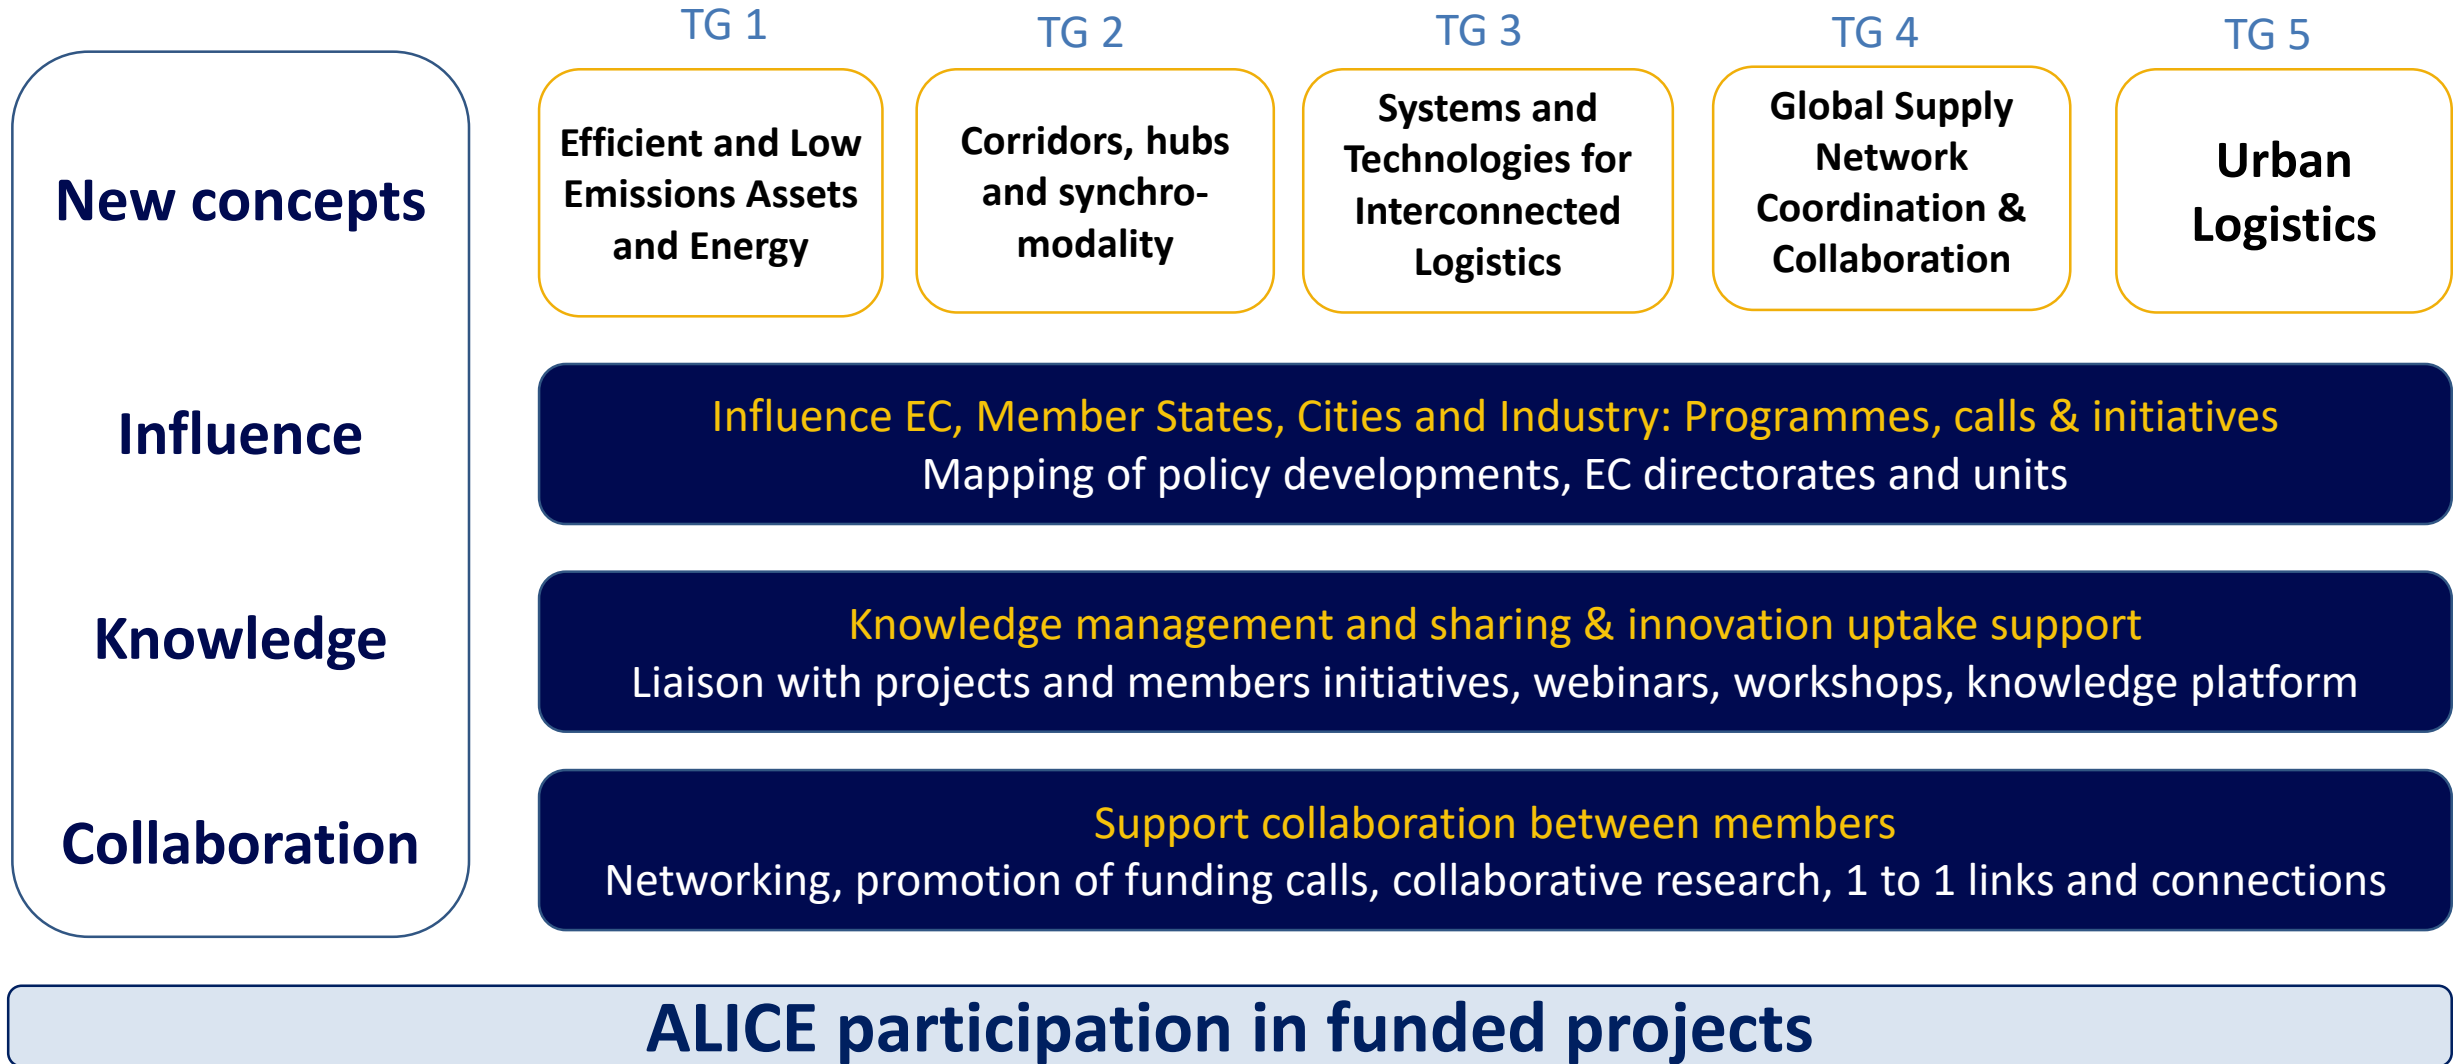 TG 1
TG 2
TG 3
TG 4
TG 5
New concepts
Efficient and Low
Emissions Assets
and Energy
Corridors, hubs
and synchro-
modality
Systems and
Technologies for
Interconnected
Logistics
Global Supply
Network
Coordination &
Collaboration
Urban
Logistics
Influence
Influence EC, Member States, Cities and Industry: Programmes, calls & initiatives
Mapping of policy developments, EC directorates and units
Knowledge
Knowledge management and sharing & innovation uptake support
Liaison with projects and members initiatives, webinars, workshops, knowledge platform
Collaboration
Support collaboration between members
Networking, promotion of funding calls, collaborative research, 1 to 1 links and connections
ALICE participation in funded projects